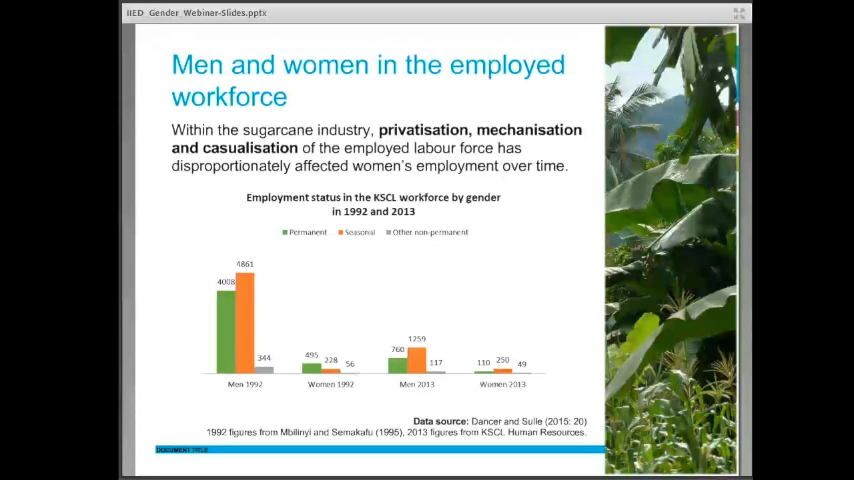 IIED_Gender_Webinar-Slides.pptx
Men and women in the employed
workforce
Within the sugarcane industry, privatisation, mechanisation
and casualisation of the employed labour force has
disproportionately affected women's employment over time.
Employment status in the KSCL workforce by gender
in 1992 and 2013
Permanent Seasonal Other non-permanent
4008 4861 344
495 228 56
760 1259 117
110 250 49
Men 1992 Women 1992 Men 2013 Women 2013
Data source: Dancer and Sulle (2015: 20)
1992 figures from Mbilinyi and Semakafu (1995), 2013 figures from KSCL Human Resources.
DOCUMENT TITLE